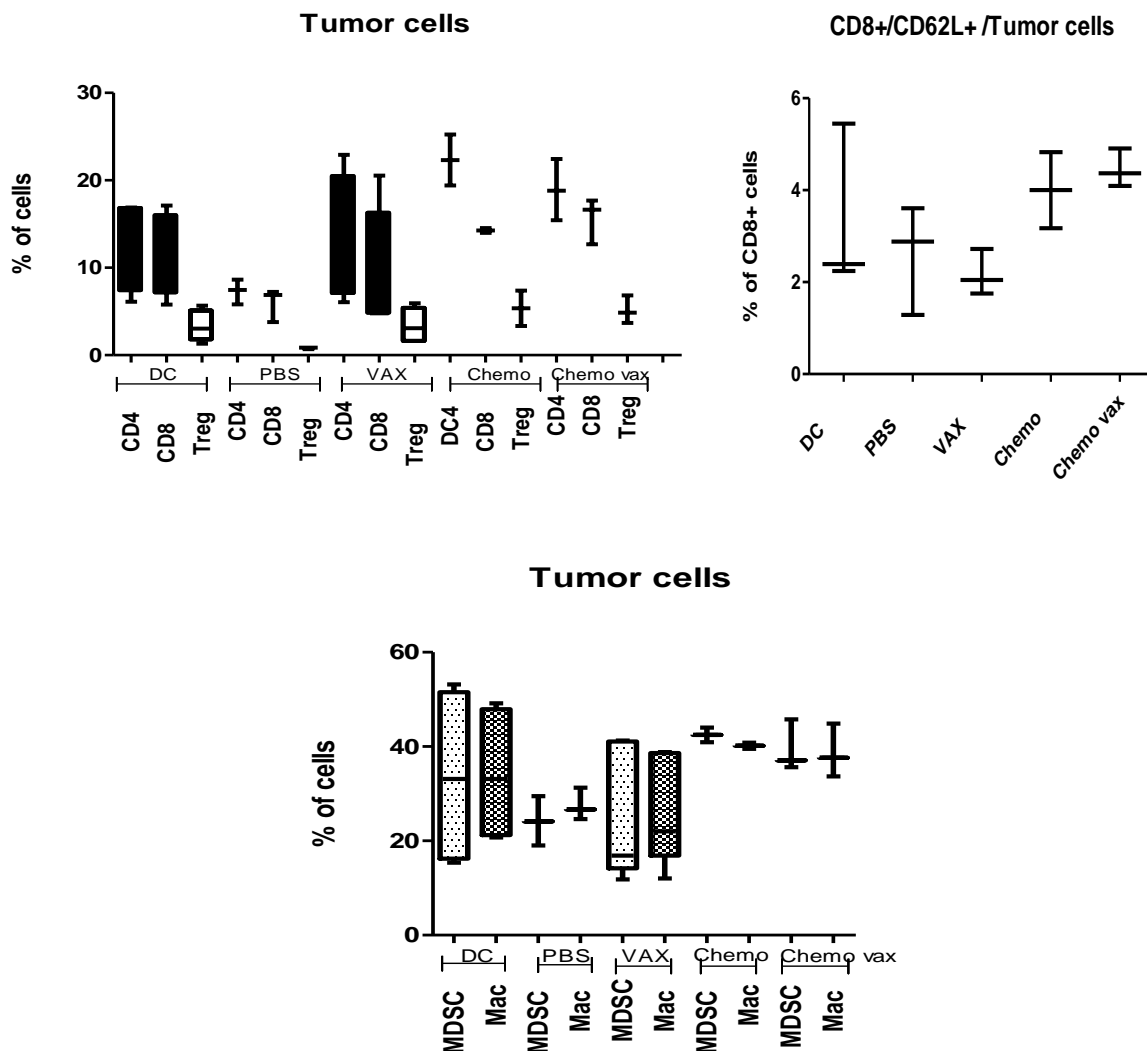 Tumor cells
% of cells
30
20
10
0
DC PBS VAX Chemo Chemo vax
CD4 CD8 Treg CD4 CD8 Treg CD4 CD8 Treg DC4 CD8 Treg CD4 CD8 Treg
CD8+/CD62L+ /Tumor cells
% of CD8+ cells
6
4
2
0
DC PBS VAX Chemo Chemo vax
Tumor cells
% of cells
60
40
20
0
DC PBS VAX Chemo Chemo vax
MDSC Mac MDSC Mac MDSC Mac MDSC Mac MDSC Mac